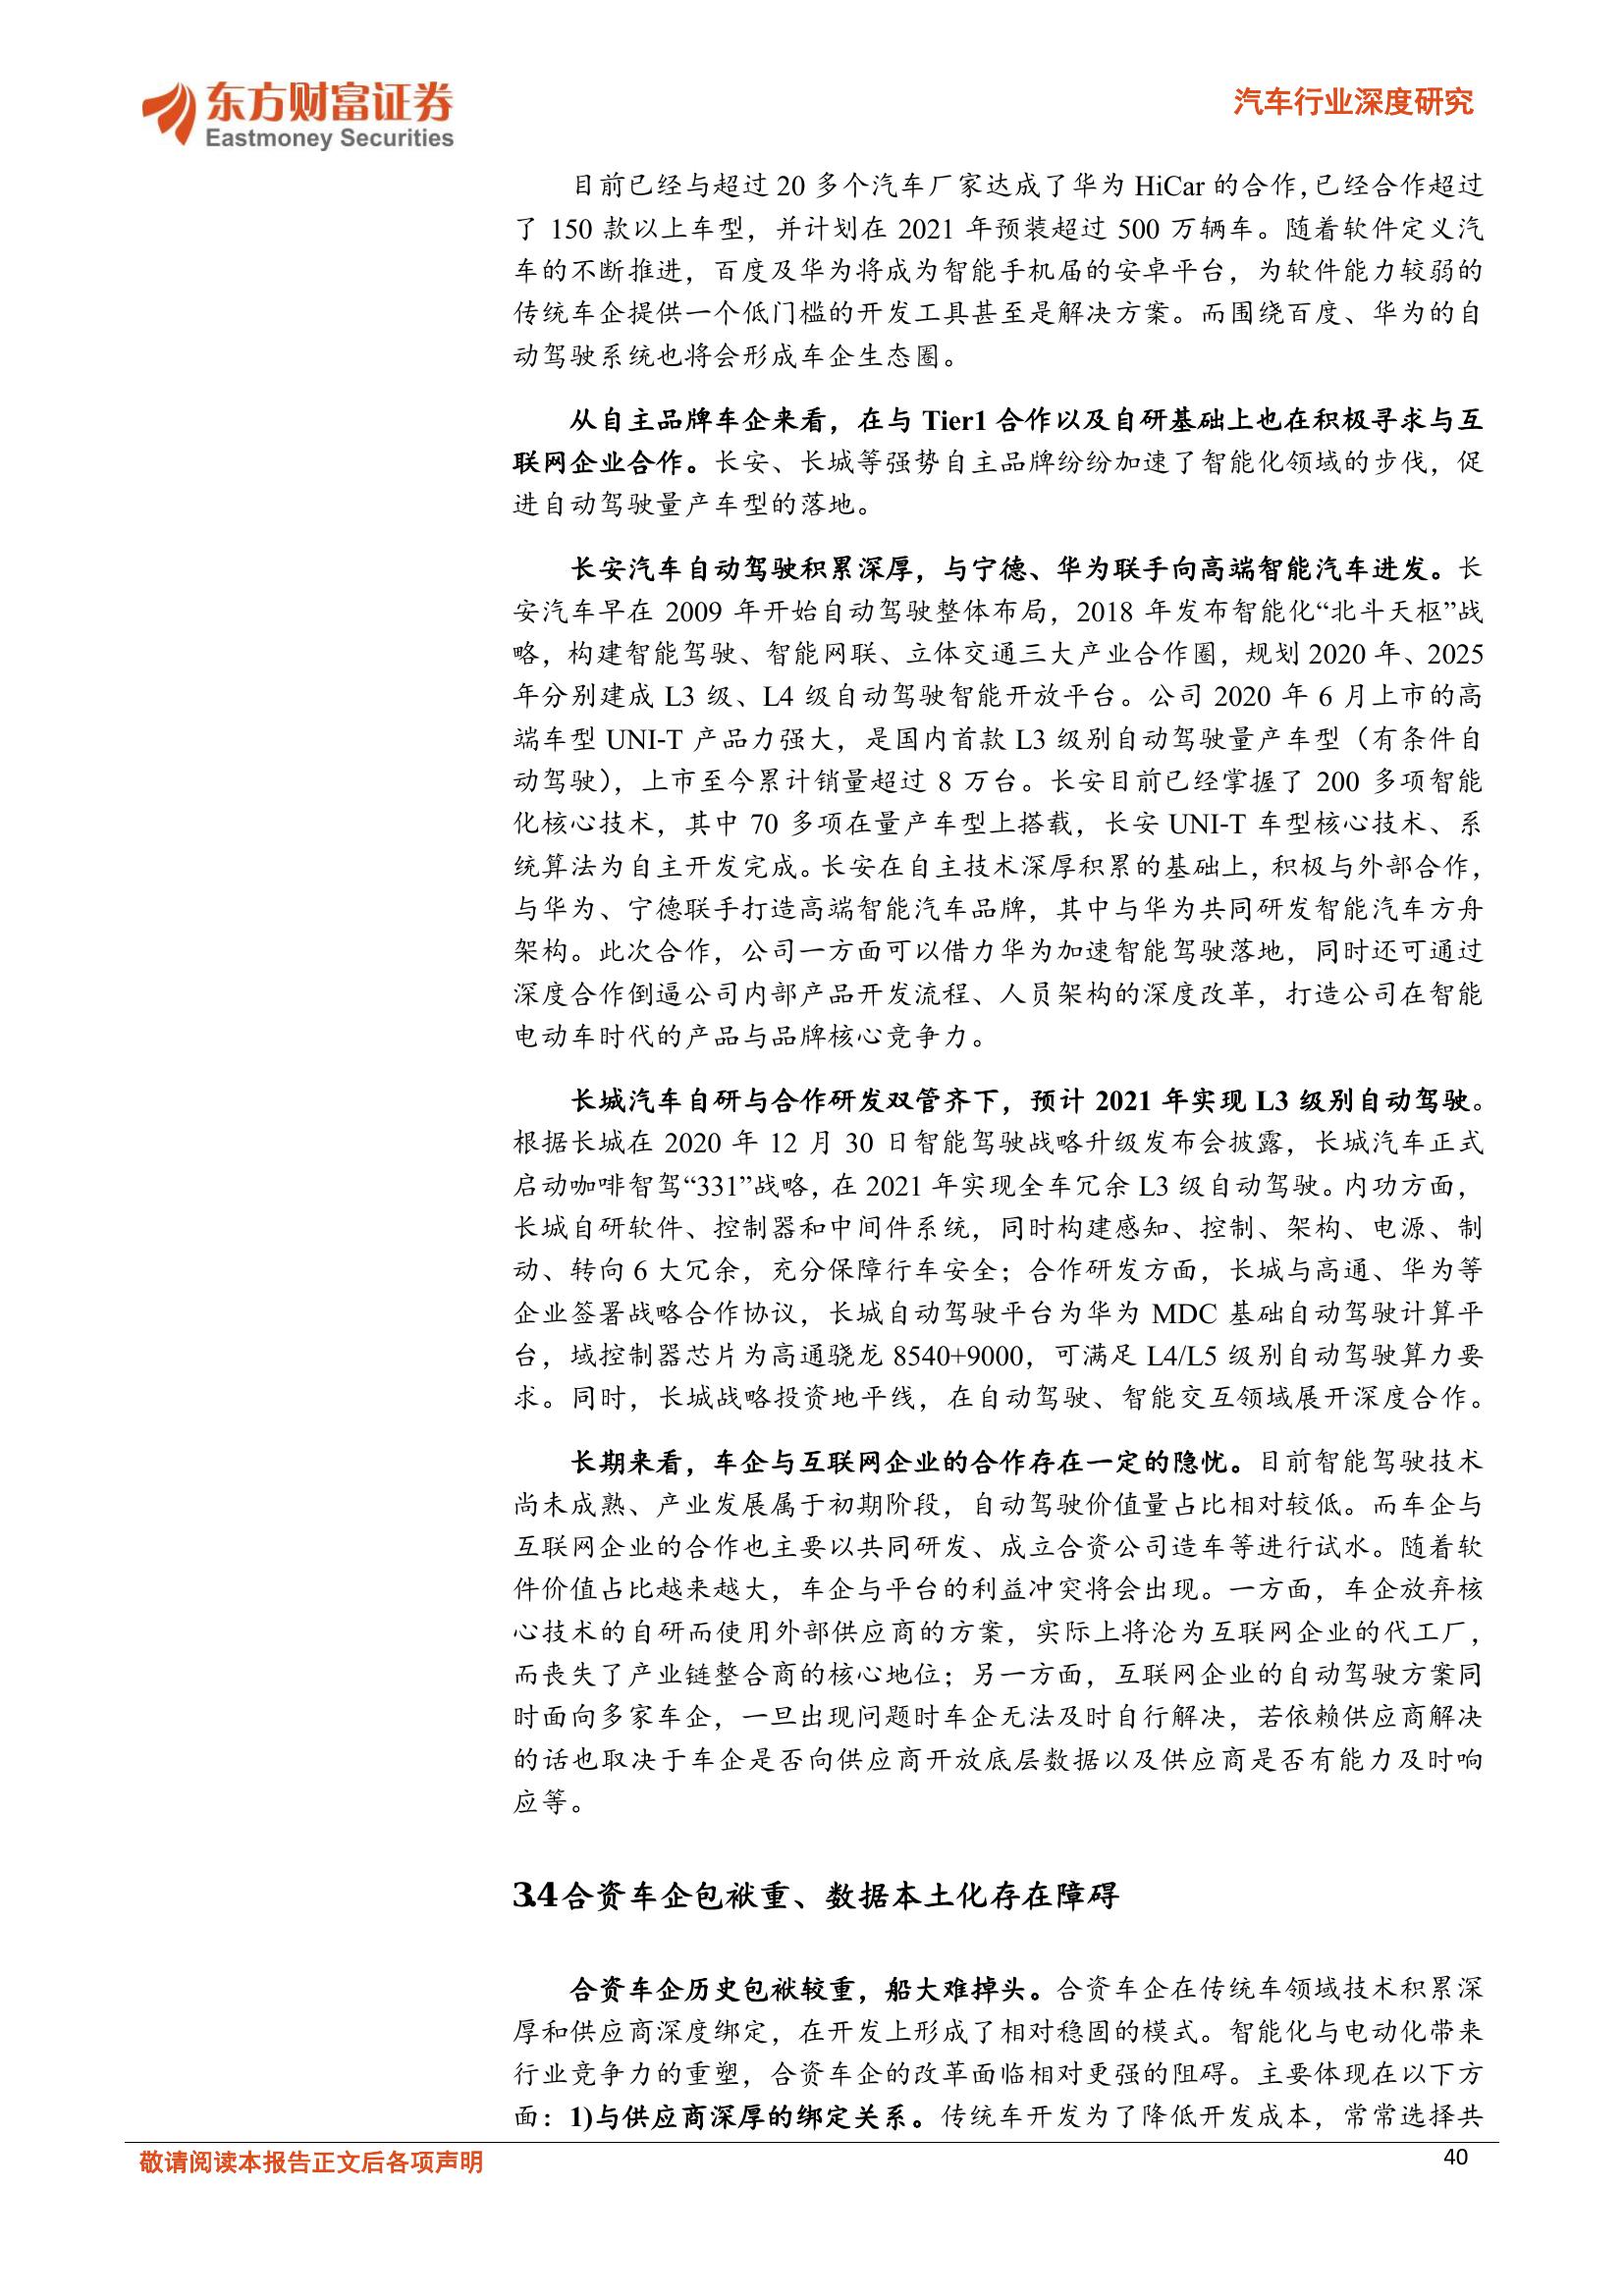 东方财富证券
Eastmoney Securities
汽车行业深度研究
目前已经与超过 20 多个汽车厂家达成了华为 HiCar 的合作，已经合作超过
了 150 款以上车型，并计划在 2021 年预装超过 500 万辆车。随着软件定义汽
车的不断推进，百度及华为将成为智能手机届的安卓平台，为软件能力较弱的
传统车企提供一个低门槛的开发工具甚至是解决方案。而围绕百度、华为的自
动驾驶系统也将会形成车企生态圈。
从自主品牌车企来看，在与 Tier1 合作以及自研基础上也在积极寻求与互
联网企业合作。长安、长城等强势自主品牌纷纷加速了智能化领域的步伐，促
进自动驾驶量产车型的落地。
长安汽车自动驾驶积累深厚，与宁德、华为联手向高端智能汽车进发。长
安汽车早在 2009 年开始自动驾驶整体布局，2018 年发布智能化“北斗天枢”战
略，构建智能驾驶、智能网联、立体交通三大产业合作圈，规划 2020 年、2025
年分别建成 L3 级、L4 级自动驾驶智能开放平台。公司 2020 年 6 月上市的高
端车型 UNI-T 产品力强大，是国内首款 L3 级别自动驾驶量产车型（有条件自
动驾驶），上市至今累计销量超过 8 万台。长安目前已经掌握了 200 多项智能
化核心技术，其中 70 多项在量产车型上搭载，长安 UNI-T 车型核心技术、系
统算法为自主开发完成。长安在自主技术深厚积累的基础上，积极与外部合作，
与华为、宁德联手打造高端智能汽车品牌，其中与华为共同研发智能汽车方舟
架构。此次合作，公司一方面可以借力华为加速智能驾驶落地，同时还可通过
深度合作倒逼公司内部产品开发流程、人员架构的深度改革，打造公司在智能
电动车时代的产品与品牌核心竞争力。
长城汽车自研与合作研发双管齐下，预计 2021 年实现 L3 级别自动驾驶。
根据长城在 2020 年 12 月 30 日智能驾驶战略升级发布会披露，长城汽车正式
启动咖啡智驾“331”战略，在 2021 年实现全车冗余 L3 级自动驾驶。内功方面，
长城自研软件、控制器和中间件系统，同时构建感知、控制、架构、电源、制
动、转向 6 大冗余，充分保障行车安全；合作研发方面，长城与高通、华为等
企业签署战略合作协议，长城自动驾驶平台为华为 MDC 基础自动驾驶计算平
台，域控制器芯片为高通骁龙 8540+9000，可满足 L4/L5 级别自动驾驶算力要
求。同时，长城战略投资地平线，在自动驾驶、智能交互领域展开深度合作。
长期来看，车企与互联网企业的合作存在一定的隐忧。目前智能驾驶技术
尚未成熟、产业发展属于初期阶段，自动驾驶价值量占比相对较低。而车企与
互联网企业的合作也主要以共同研发、成立合资公司造车等进行试水。随着软
件价值占比越来越大，车企与平台的利益冲突将会出现。一方面，车企放弃核
心技术的自研而使用外部供应商的方案，实际上将沦为互联网企业的代工厂，
而丧失了产业链整合商的核心地位；另一方面，互联网企业的自动驾驶方案同
时面向多家车企，一旦出现问题时车企无法及时自行解决，若依赖供应商解决
的话也取决于车企是否向供应商开放底层数据以及供应商是否有能力及时响
应等。
3.4 合资车企包袱重、数据本土化存在障碍
合资车企历史包袱较重，船大难掉头。合资车企在传统车领域技术积累深
厚和供应商深度绑定，在开发上形成了相对稳固的模式。智能化与电动化带来
行业竞争力的重塑，合资车企的改革面临相对更强的阻碍。主要体现在以下方
面：1)与供应商深厚的绑定关系。传统车开发为了降低开发成本，常常选择共
敬请阅读本报告正文后各项声明
40